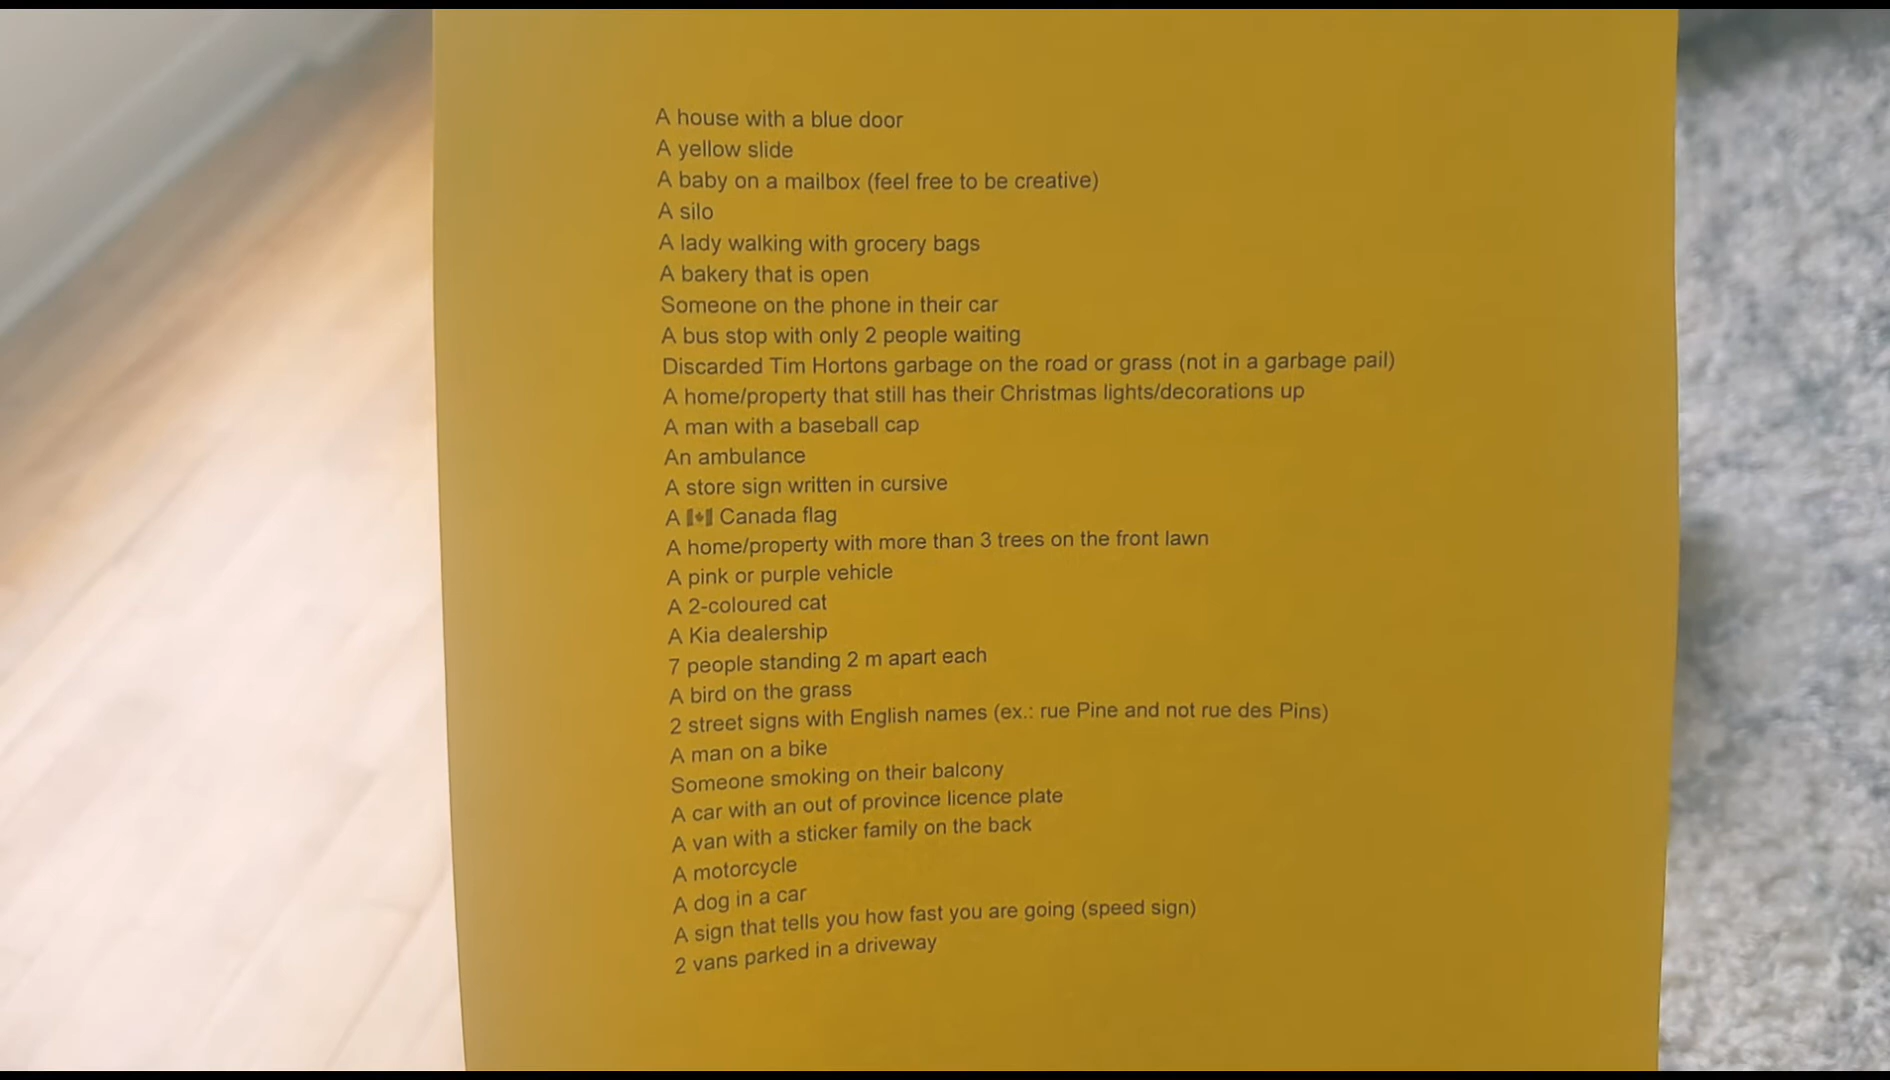 A house with a blue door
A yellow slide
A baby on a mailbox (feel free to be creative)
A silo
A lady walking with grocery bags
A bakery that is open
Someone on the phone in their car
A bus stop with only 2 people waiting
Discarded Tim Hortons garbage on the road or grass (not in a garbage pail)
A home/property that still has their Christmas lights/decorations up
A man with a baseball cap
An ambulance
A store sign written in cursive
A 🇨🇦 Canada flag
A home/property with more than 3 trees on the front lawn
A pink or purple vehicle
A 2-coloured cat
A Kia dealership
7 people standing 2 m apart each
A bird on the grass
2 street signs with English names (ex.: rue Pine and not rue des Pins)
A man on a bike
Someone smoking on their balcony
A car with an out of province licence plate
A van with a sticker family on the back
A motorcycle
A dog in a car
A sign that tells you how fast you are going (speed sign)
2 vans parked in a driveway